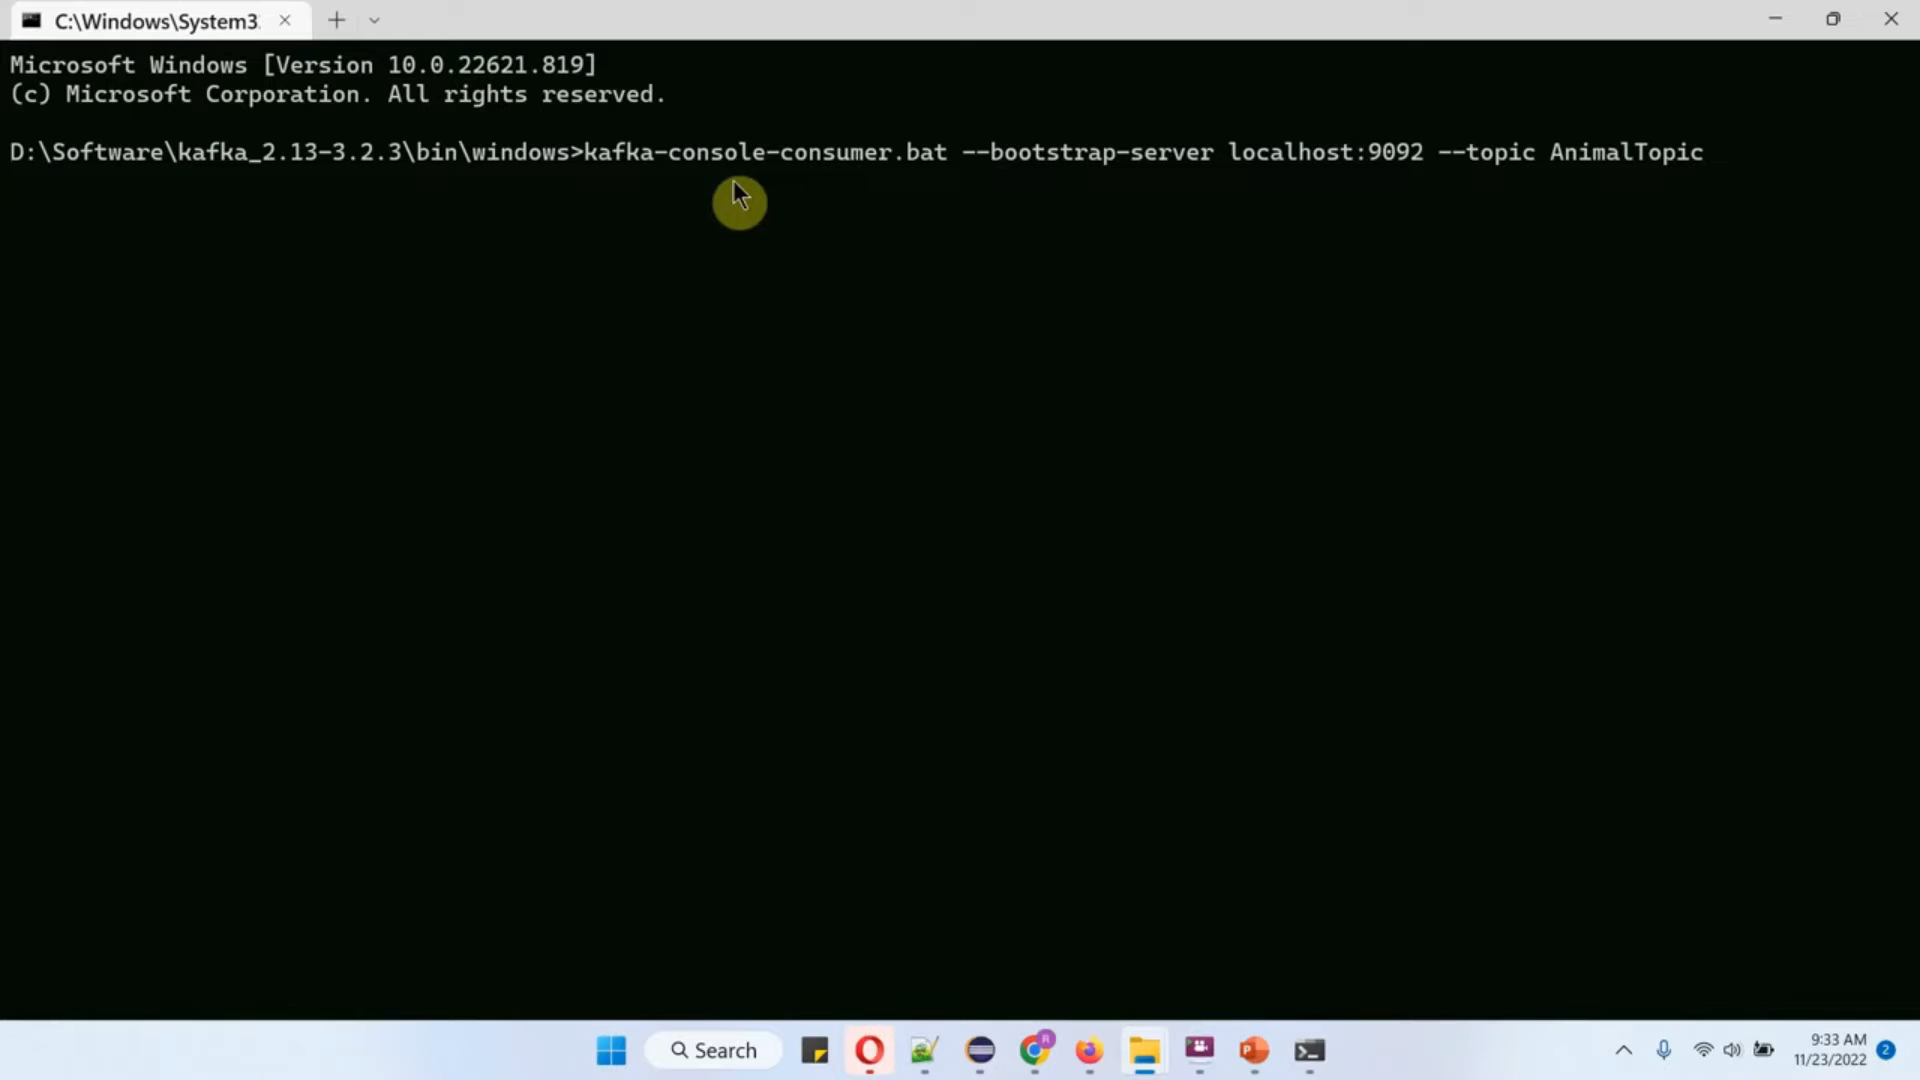 C:\Windows\System3
Microsoft Windows [Version 10.0.22621.819]
(c) Microsoft Corporation. All rights reserved.
D:\Software\kafka_2.13-3.2.3\bin\windows>kafka-console-consumer.bat --bootstrap-server localhost:9092 --topic AnimalTopic
Search
R
9:33 AM
11/23/2022
2